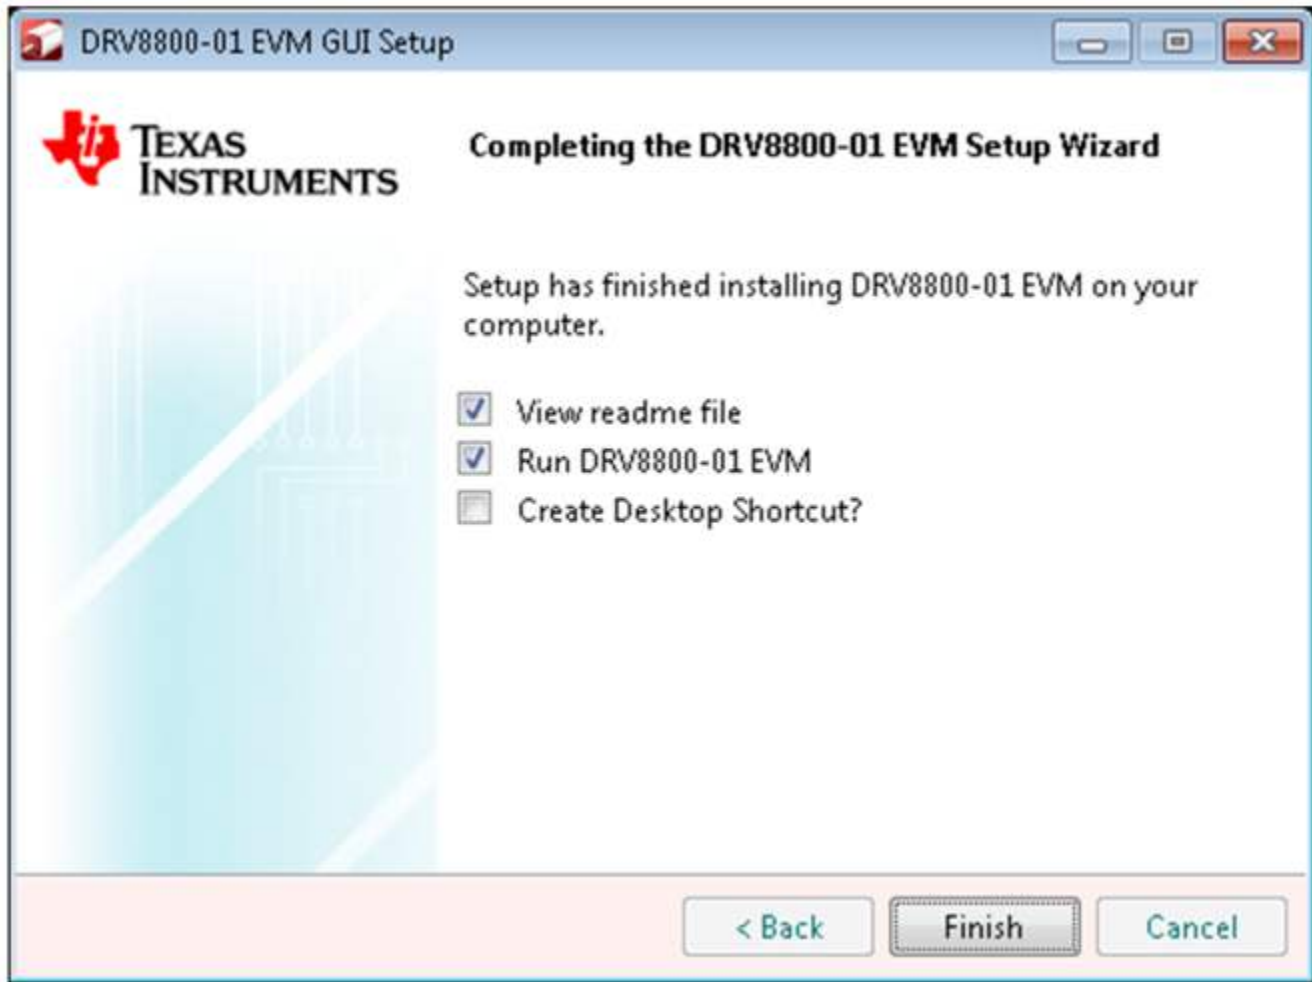 DRV8800-01 EVM GUI Setup
TEXAS
INSTRUMENTS
Completing the DRV8800-01 EVM Setup Wizard
Setup has finished installing DRV8800-01 EVM on your
computer.
View readme file
Run DRV8800-01 EVM
Create Desktop Shortcut?
< Back
Finish
Cancel